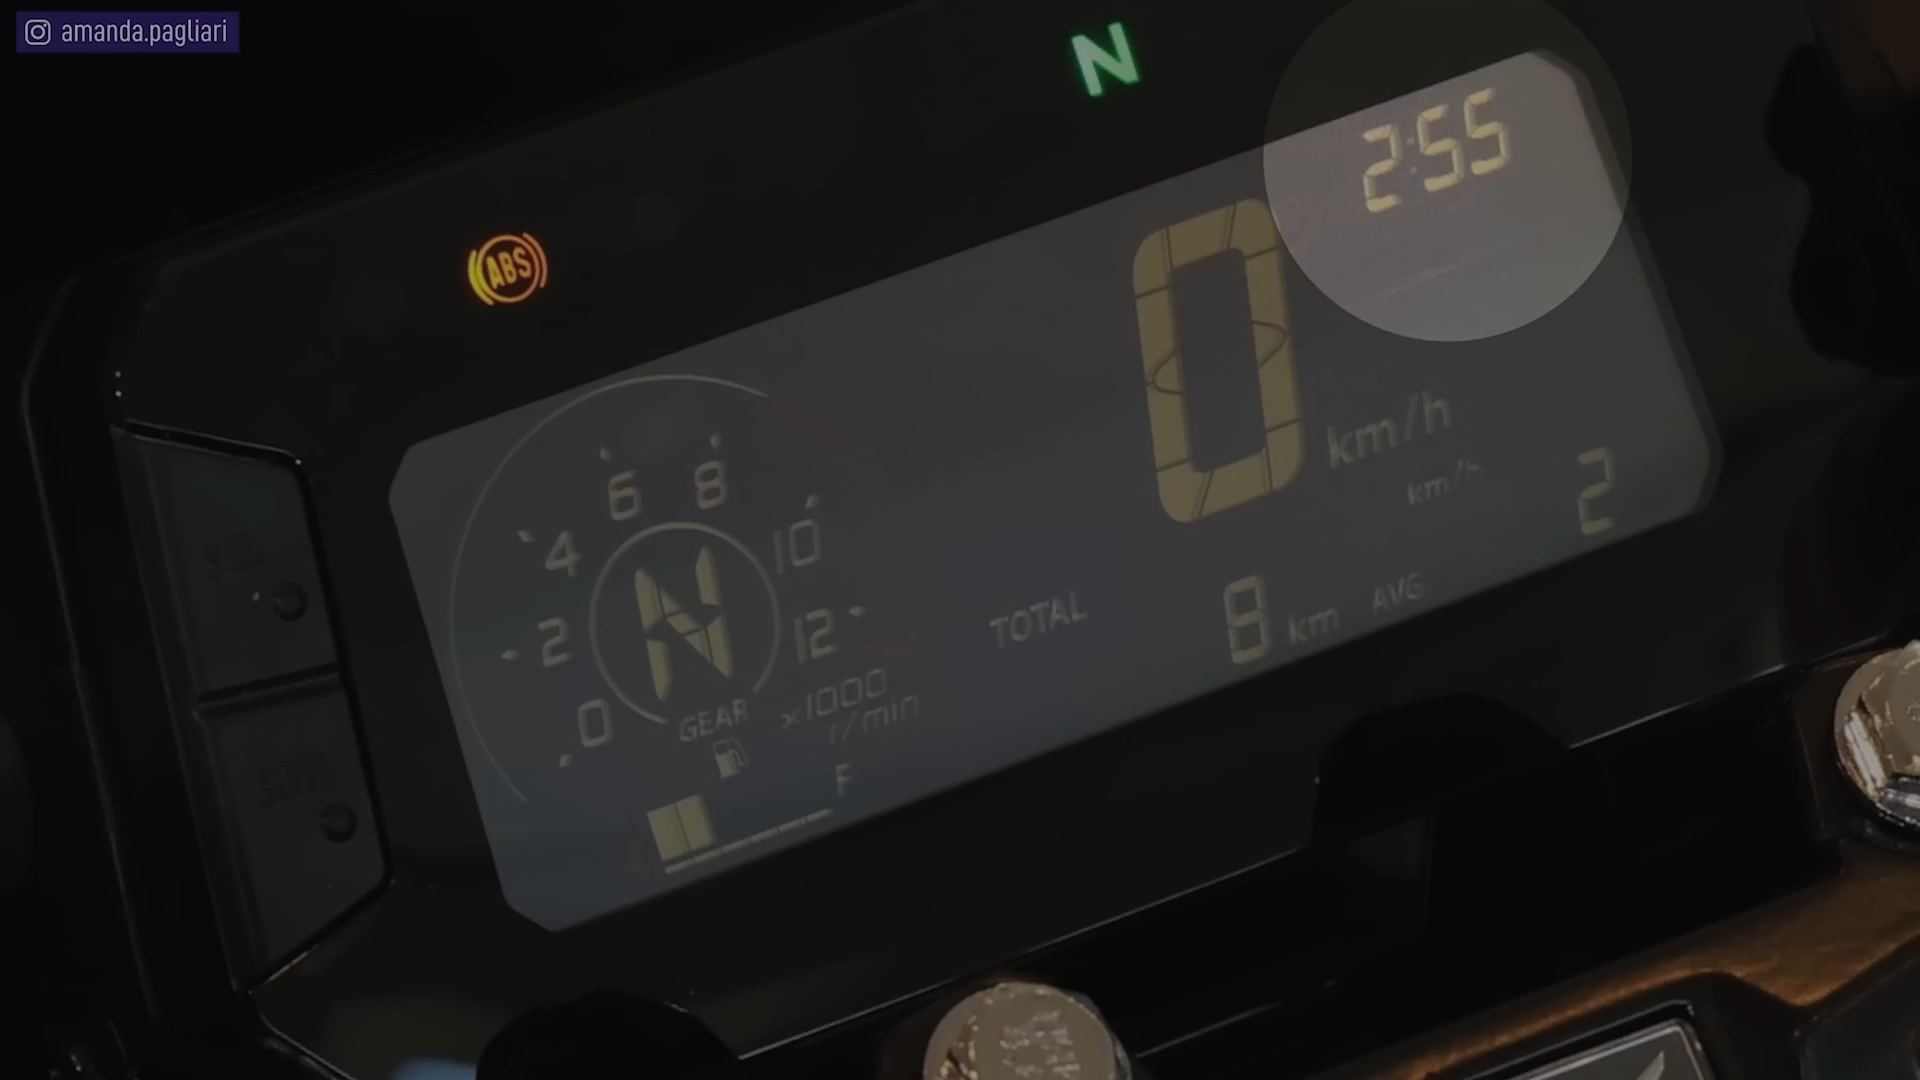 amanda.pagliari
N
2:55
ABS
0
km/h
km/h
2
6 8
4 10
2 N 12
0
GEAR
x1000
r/min
F
TOTAL 8 km AVG
SEL